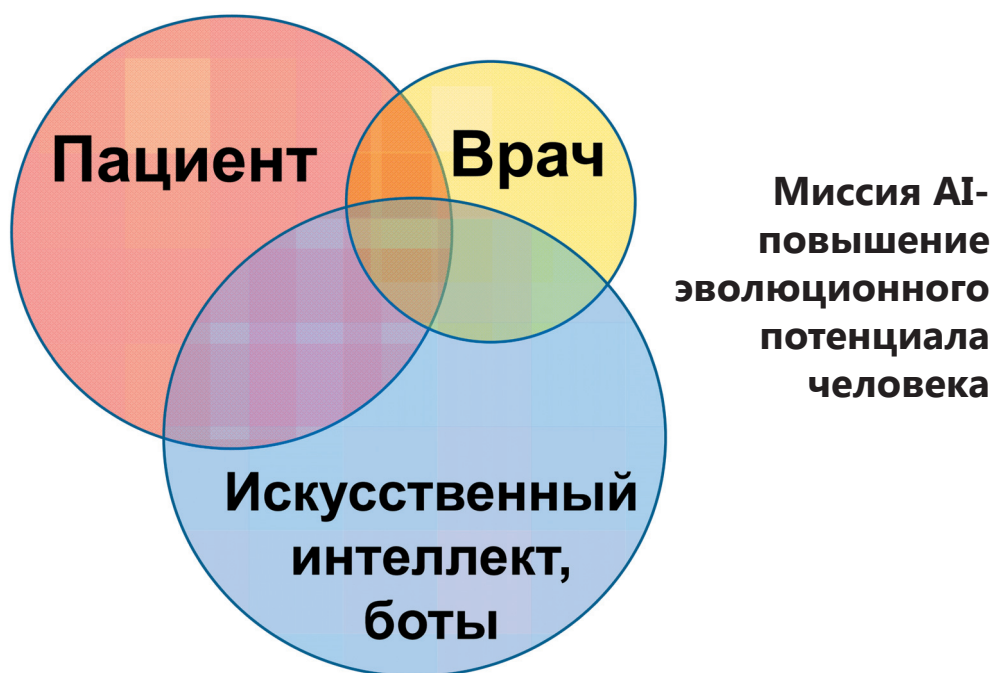 Пациент
Врач
Миссия AI-
повышение
эволюционного
потенциала
человека
Искусственный
интеллект,
боты